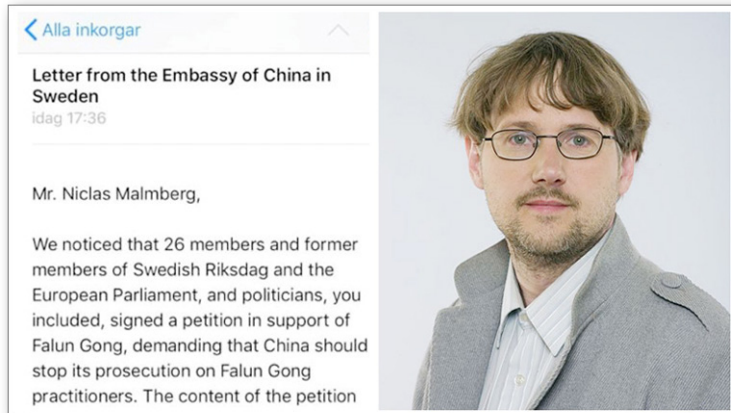 Alla inkorgar
Letter from the Embassy of China in
Sweden
idag 17:36
Mr. Niclas Malmberg,
We noticed that 26 members and former
members of Swedish Riksdag and the
European Parliament, and politicians, you
included, signed a petition in support of
Falun Gong, demanding that China should
stop its prosecution on Falun Gong
practitioners. The content of the petition